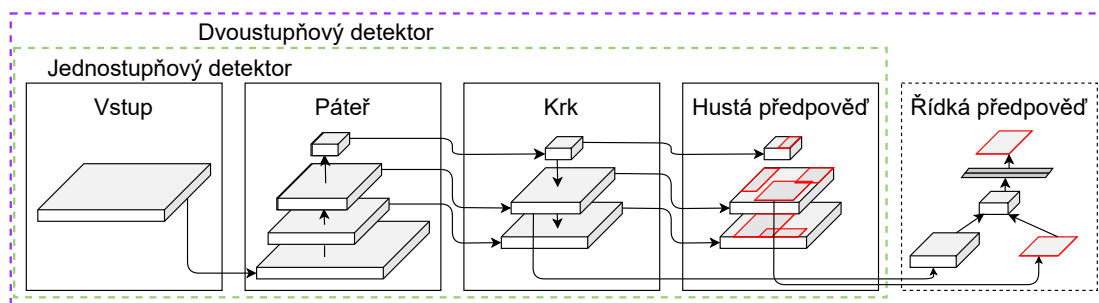 Dvoustupňový detektor
Jednostupňový detektor
Vstup
Páteř
Krk
Hustá předpověď
Řídká předpověď